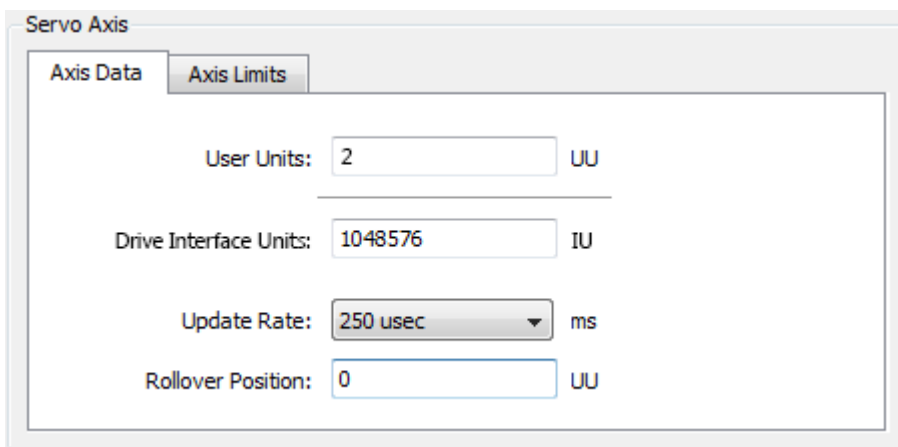 Servo Axis
Axis Data Axis Limits
User Units: 2 UU
Drive Interface Units: 1048576 IU
Update Rate: 250 usec ms
Rollover Position: 0 UU